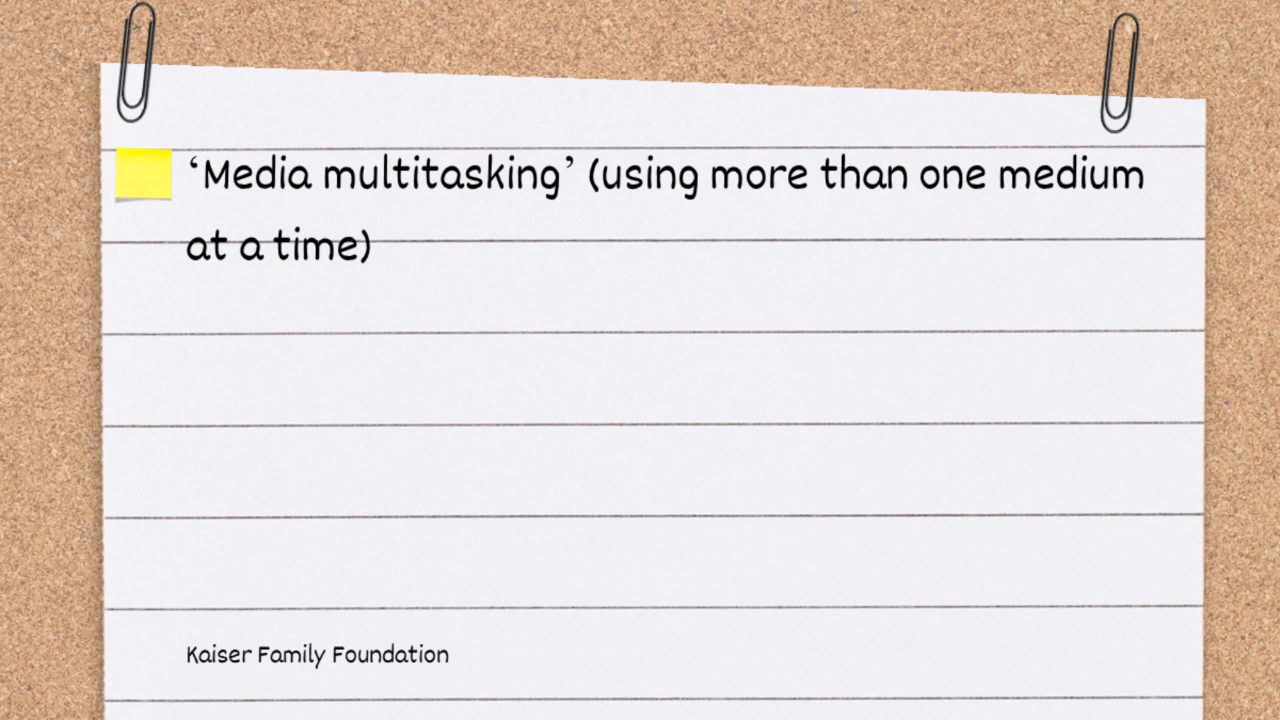 ‘Media multitasking’ (using more than one medium
at a time)
Kaiser Family Foundation